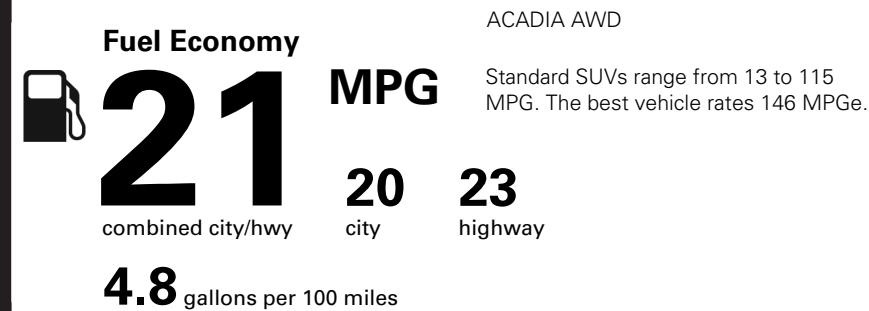 Fuel Economy
21
MPG
combined city/hwy
20
city
23
highway
4.8 gallons per 100 miles
ACADIA AWD
Standard SUVs range from 13 to 115
MPG. The best vehicle rates 146 MPGe.